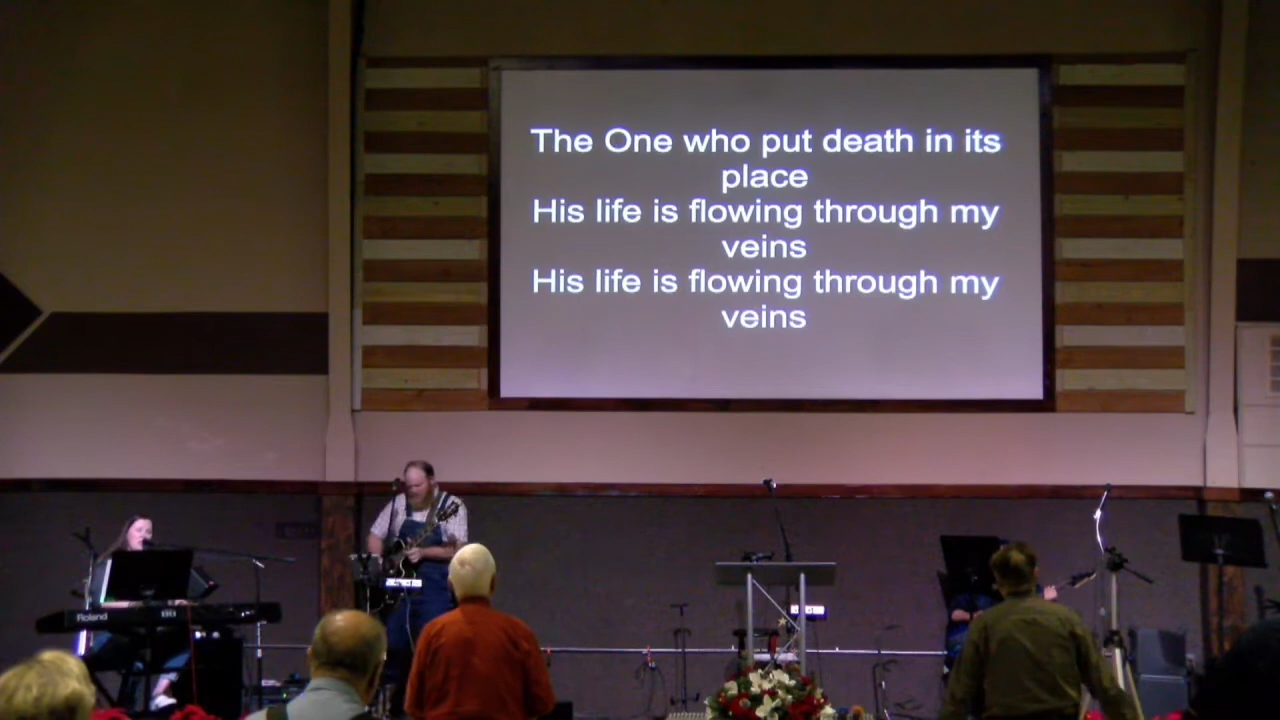 The One who put death in its
place
His life is flowing through my
veins
His life is flowing through my
veins
Roland